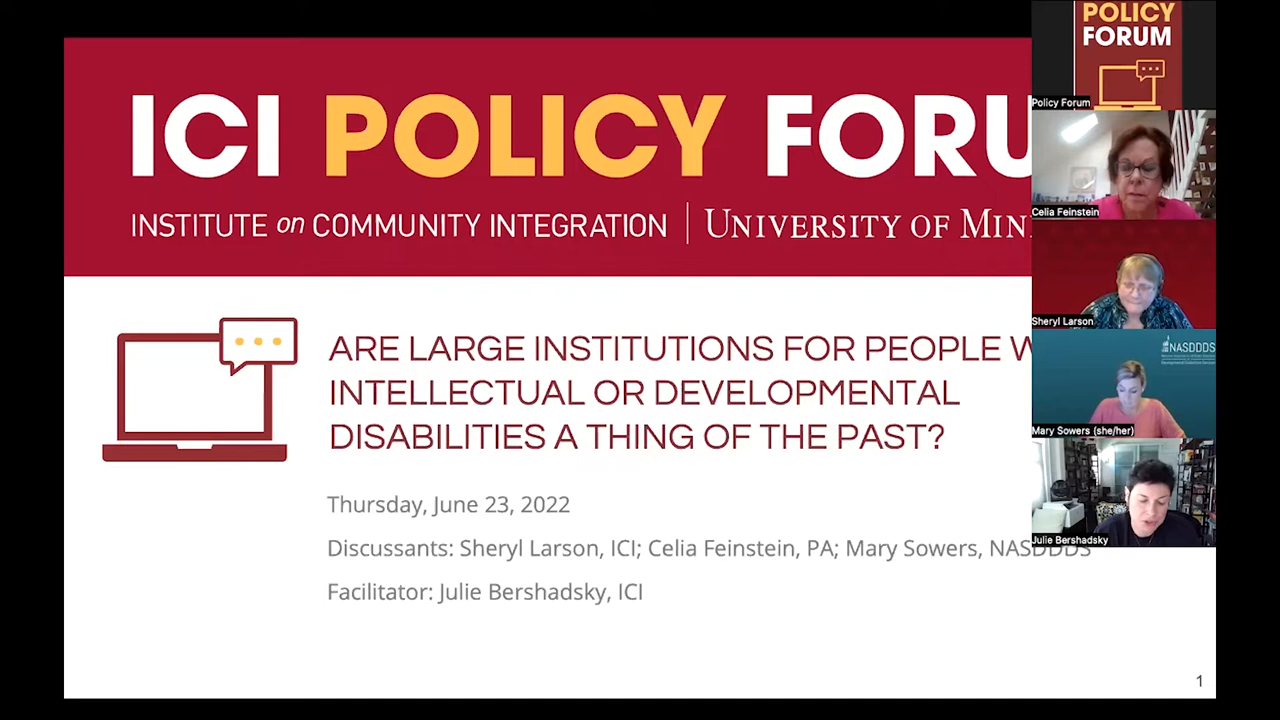 ICI POLICY FORU
INSTITUTE on COMMUNITY INTEGRATION | UNIVERSITY OF MIN
ARE LARGE INSTITUTIONS FOR PEOPLE W
INTELLECTUAL OR DEVELOPMENTAL
DISABILITIES A THING OF THE PAST?
Thursday, June 23, 2022
Discussants: Sheryl Larson, ICI; Celia Feinstein, PA; Mary Sowers, NASDDDS
Facilitator: Julie Bershadsky, ICI
1
POLICY
FORUM
Policy Forum
Celia Feinstein
Sheryl Larson
NASDDDS
Mary Sowers (she/her)
Julie Bershadsky